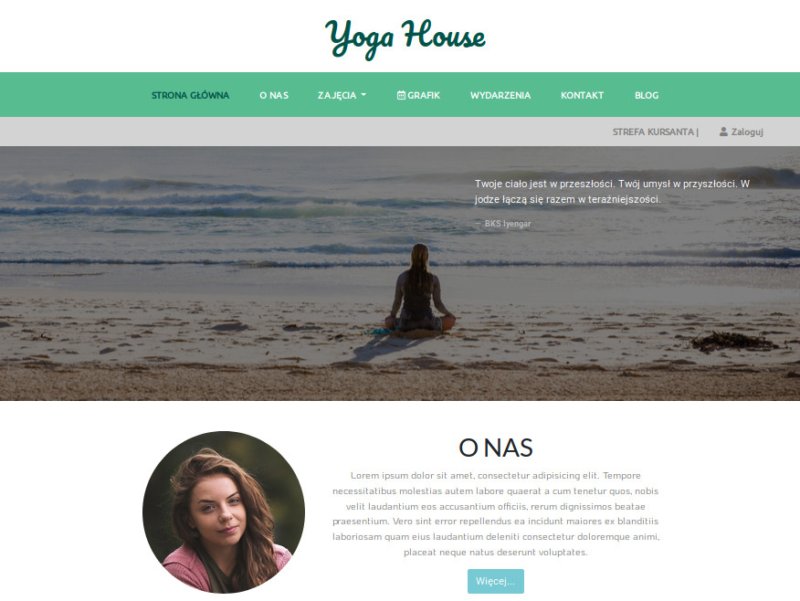 Yoga House
STRONA GŁÓWNA O NAS ZAJĘCIA GRAFIK WYDARZENIA KONTAKT BLOG
STREFA KURSANTA | Zaloguj
Twoje ciało jest w przeszłości. Twój umysł w przyszłości. W
jodze łączą się razem w teraźniejszości.
— BKS Iyengar
O NAS
Lorem ipsum dolor sit amet, consectetur adipisicing elit. Tempore
necessitatibus molestias autem labore quaerat a cum tenetur quos, nobis
velit laudantium eos accusantium officiis, rerum dignissimos beatae
praesentium. Vero sint error repellendus ea incidunt maiores ex blanditiis
laboriosam quam eius laudantium deleniti consectetur doloremque animi,
placeat neque natus deserunt voluptates.
Więcej...